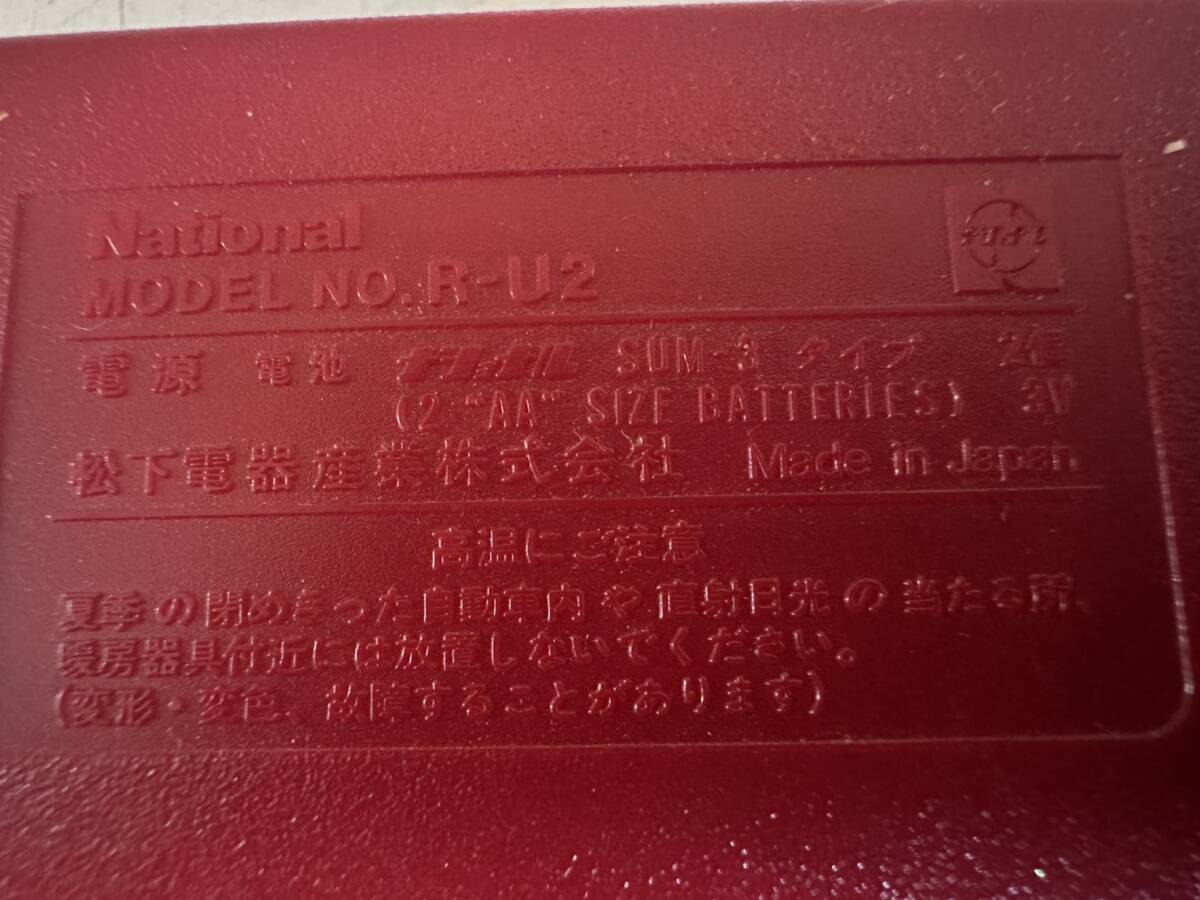 National
MODEL NO. R-U2
ナショナル
電源 電池 ナショナル SUM-3 タイプ 2個
(2 "AA" SIZE BATTERIES) 3V
松下電器産業株式会社 Made in Japan
高温にご注意
夏季の閉めきった自動車内や直射日光の当たる所、
暖房器具付近には放置しないでください。
(変形・変色、故障することがあります)